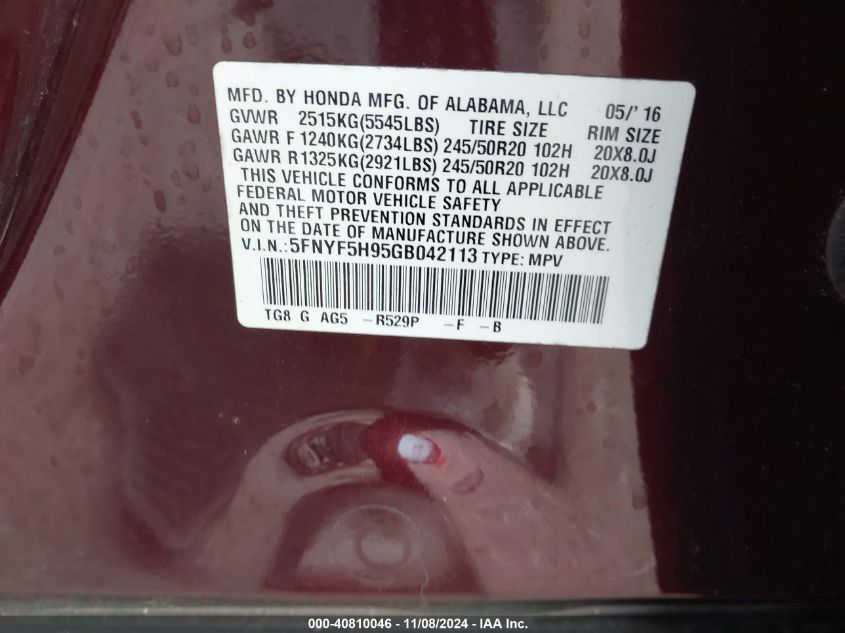 MFD. BY HONDA MFG. OF ALABAMA, LLC 05/' 16
GVWR 2515KG(5545LBS) TIRE SIZE RIM SIZE
GAWR F 1240KG(2734LBS) 245/50R20 102H 20X8.0J
GAWR R1325KG(2921LBS) 245/50R20 102H 20X8.0J
THIS VEHICLE CONFORMS TO ALL APPLICABLE
FEDERAL MOTOR VEHICLE SAFETY
AND THEFT PREVENTION STANDARDS IN EFFECT
ON THE DATE OF MANUFACTURE SHOWN ABOVE.
V.I.N.:5FNYF5H95GB042113 TYPE: MPV
TG8 G AG5 -R529P -F -B
000-40810046 - 11/08/2024 - IAA Inc.